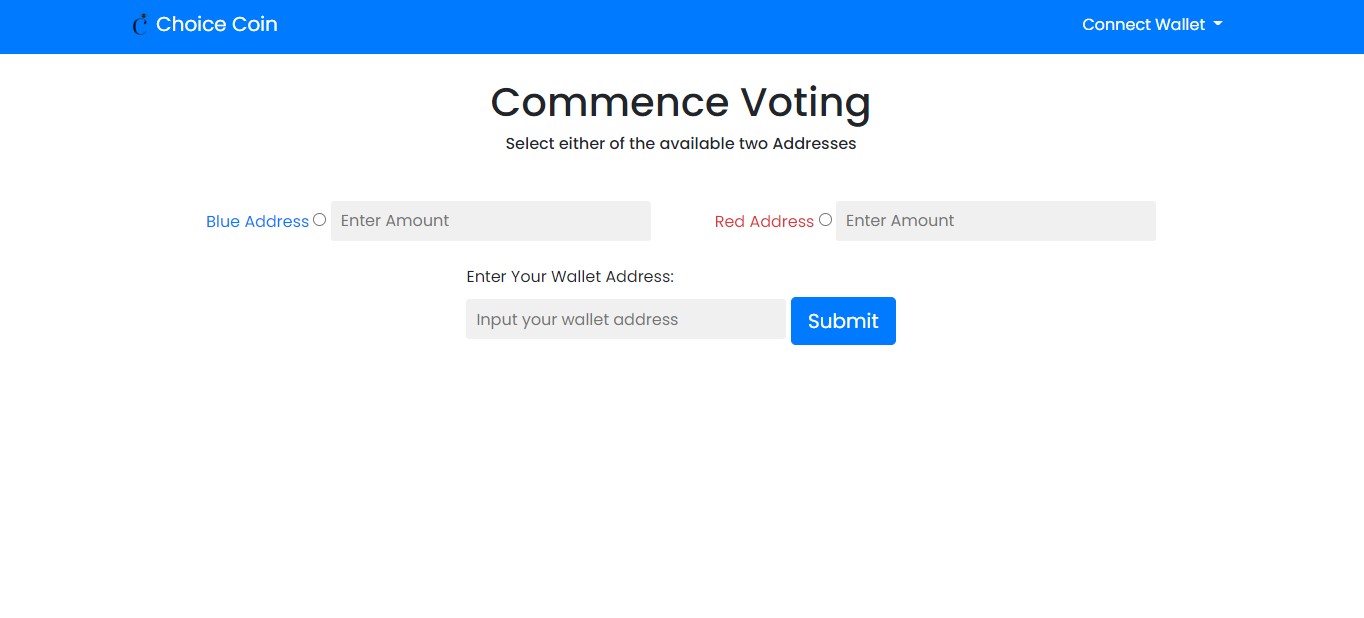 Choice Coin
Connect Wallet
Commence Voting
Select either of the available two Addresses
Blue Address Enter Amount
Red Address Enter Amount
Enter Your Wallet Address:
Input your wallet address
Submit